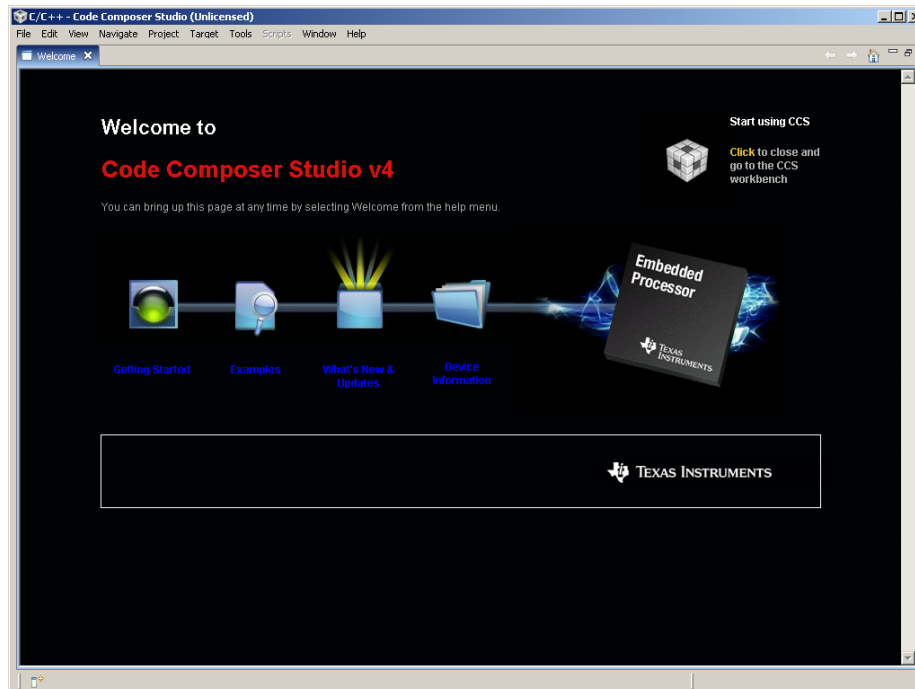 C/C++ - Code Composer Studio (Unlicensed)
File Edit View Navigate Project Target Tools Scripts Window Help
Welcome
Welcome to
Start using CCS
Code Composer Studio v4
Click to close and
go to the CCS
workbench
You can bring up this page at any time by selecting Welcome from the help menu.
Embedded
Processor
TEXAS
INSTRUMENTS
Getting Started
Examples
What's New &
Updates
Device
Information
TEXAS INSTRUMENTS